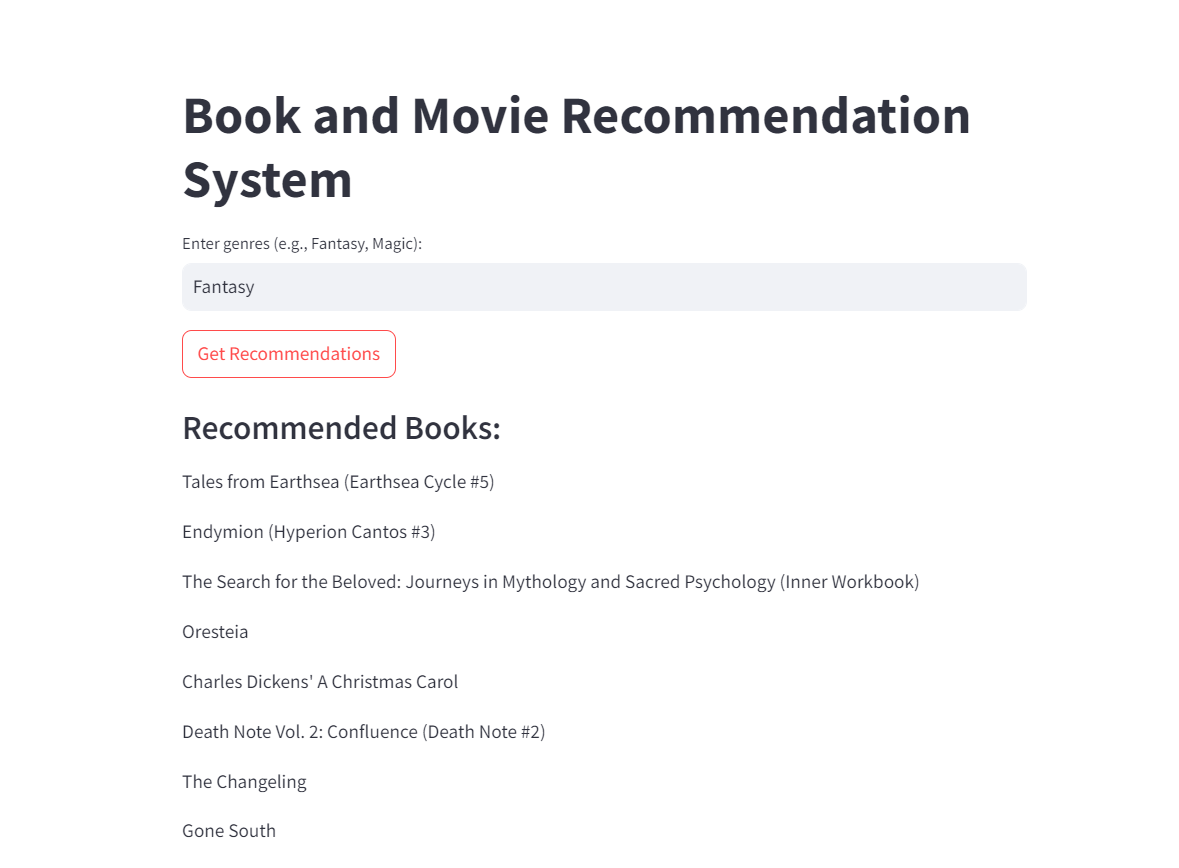 Book and Movie Recommendation
System
Enter genres (e.g., Fantasy, Magic):
Fantasy
Get Recommendations
Recommended Books:
Tales from Earthsea (Earthsea Cycle #5)
Endymion (Hyperion Cantos #3)
The Search for the Beloved: Journeys in Mythology and Sacred Psychology (Inner Workbook)
Oresteia
Charles Dickens' A Christmas Carol
Death Note Vol. 2: Confluence (Death Note #2)
The Changeling
Gone South